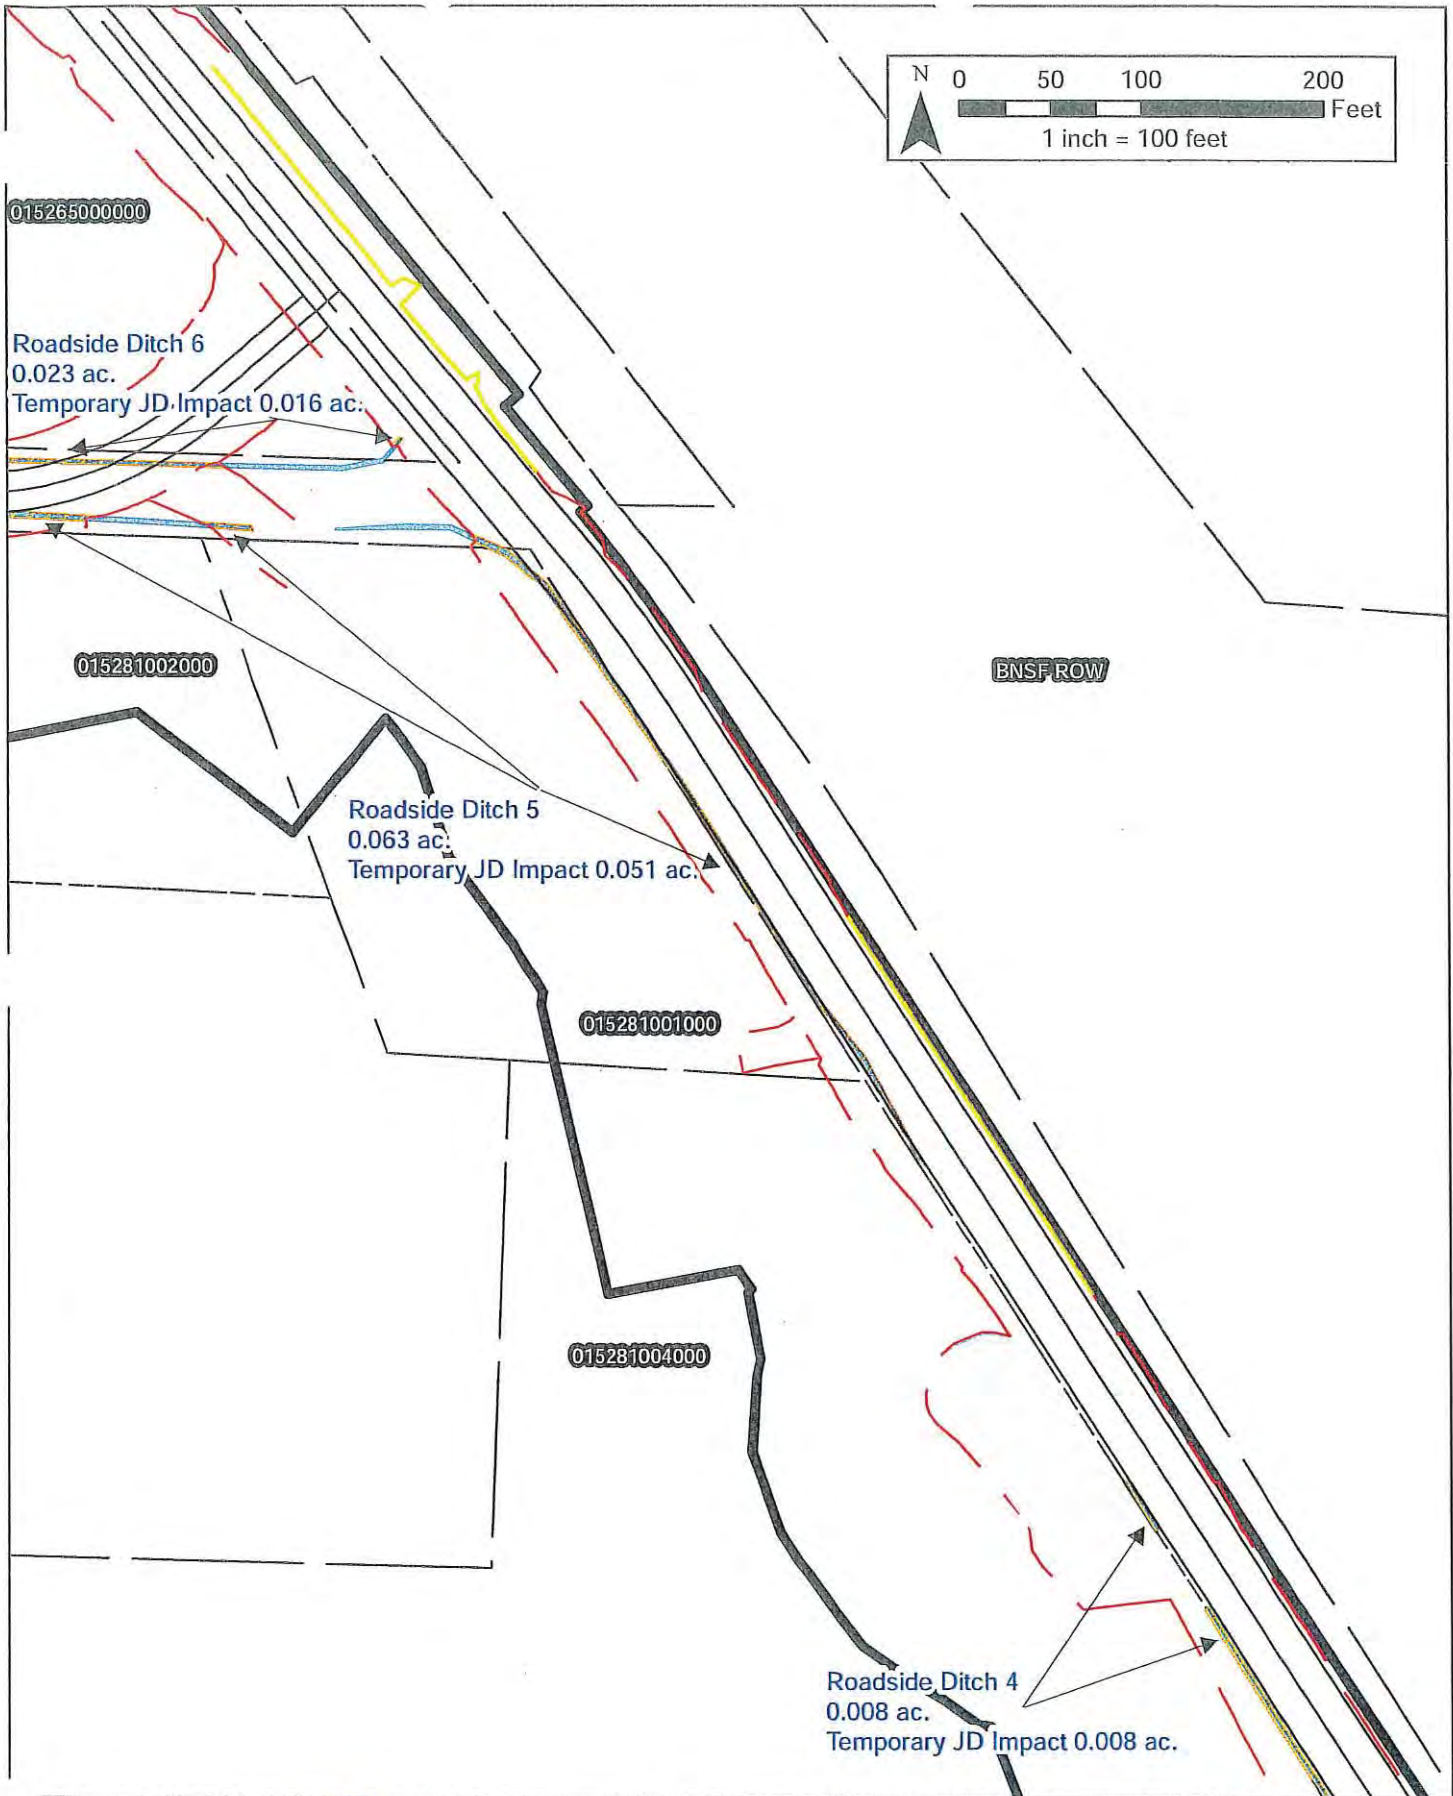 N 0 50 100 200
Feet
1 inch = 100 feet
015265000000
Roadside Ditch 6
0.023 ac.
Temporary JD Impact 0.016 ac.
015281002000
BNSF ROW
Roadside Ditch 5
0.063 ac.
Temporary JD Impact 0.051 ac.
015281001000
015281004000
Roadside Ditch 4
0.008 ac.
Temporary JD Impact 0.008 ac.